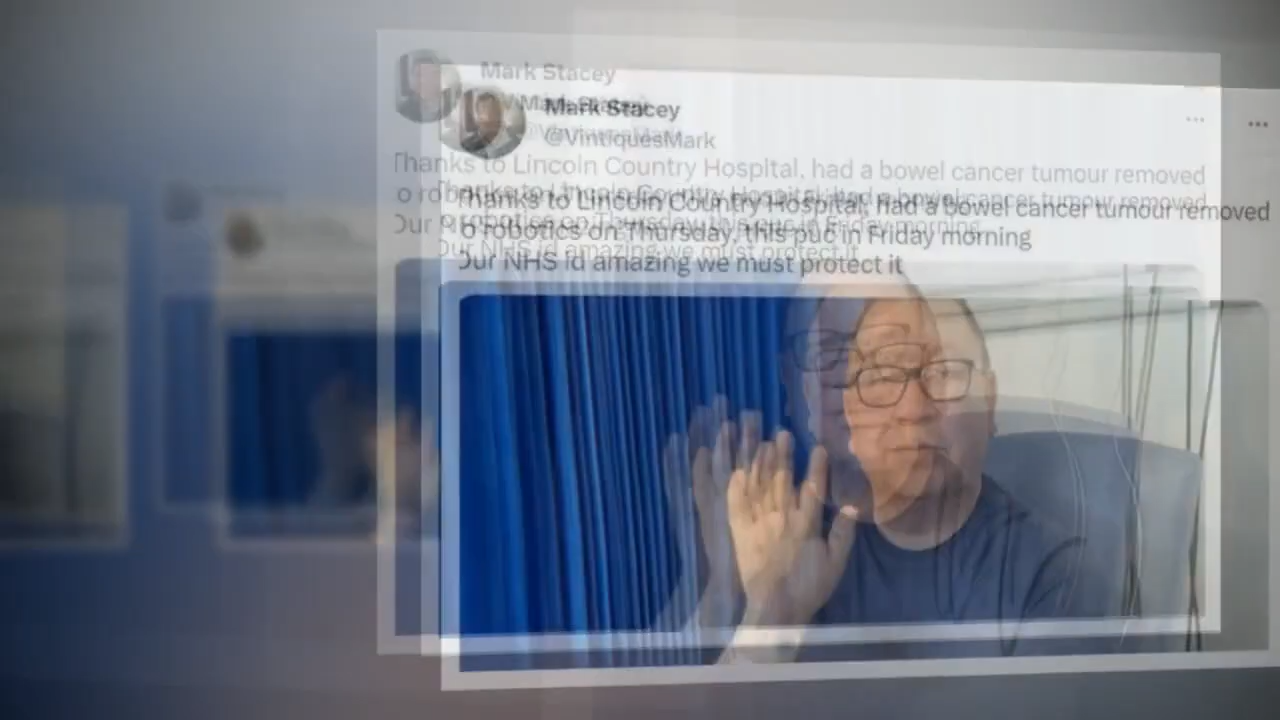 Mark Stacey
@VintiquesMark
Thanks to Lincoln Country Hospital, had a bowel cancer tumour removed
o robotics on Thursday, this puc in Friday morning
Our NHS id amazing we must protect it